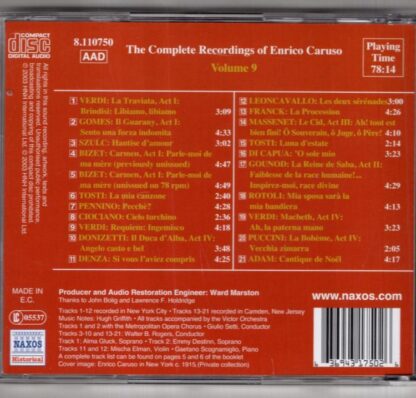 COMPACT
disc
DIGITAL AUDIO
8.110750
AAD
The Complete Recordings of Enrico Caruso
Volume 9
Playing
Time
78:14
1 VERDI: La Traviata, Act I:
Brindisi: Libiamo, libiamo 3:09
2 GOMES: Il Guarany, Act I:
Sento una forza indomita 4:33
3 SZULC: Hantise d'amour 3:02
4 BIZET: Carmen, Act I: Parle-moi de
ma mère (previously unissued) 4:47
5 BIZET: Carmen, Act I: Parle-moi de
ma mère (unissued on 78 rpm) 4:49
6 TOSTI: La mia canzone 2:40
7 PENNINO: Pecchè? 4:28
8 CIOCIANO: Cielo turchino 2:36
9 VERDI: Requiem: Ingemisco 4:18
10 DONIZETTI: Il Duca d'Alba, Act IV:
Angelo casto e bel 3:48
11 DENZA: Si vous l'aviez compris 4:25
12 LEONCAVALLO: Les deux sérénades 3:00
13 FRANCK: La Procession 4:26
14 MASSENET: Le Cid, Act III: Ah! tout est
bien fini! Ô Souverain, ô Juge, ô Père! 4:10
15 TOSTI: Luna d'estate 2:14
16 DI CAPUA: 'O sole mio 3:23
17 GOUNOD: La Reine de Saba, Act II:
Faiblesse de la race humaine!...
Inspirez-moi, race divine 4:29
18 ROTOLI: Mia sposa sarà la
mia bandiera 4:13
19 VERDI: Macbeth, Act IV:
Ah, la paterna mano 3:23
20 PUCCINI: La Bohème, Act IV:
Vecchia zimarra 2:05
21 ADAM: Cantique de Noël 4:17
MADE IN
E.C.
05537
NAXOS
Historical
Producer and Audio Restoration Engineer: Ward Marston
Thanks to John Bolig and Lawrence F. Holdridge
Tracks 1-12 recorded in New York City • Tracks 13-21 recorded in Camden, New Jersey
Music Notes: Hugh Griffith • All accompanied by the Victor Orchestra
Tracks 1 and 2 with the Metropolitan Opera Chorus • Giulio Setti, Conductor
Tracks 3-10 and 13-21: Walter B. Rogers, Conductor
Track 1: Alma Gluck, Soprano • Track 2: Emmy Destinn, Soprano
Tracks 11 and 12: Mischa Elman, Violin • Gaetano Scognamiglio, Piano
A complete track list can be found on pages 5 and 6 of the booklet
Cover image: Enrico Caruso in New York c. 1915 (Private collection)
www.naxos.com